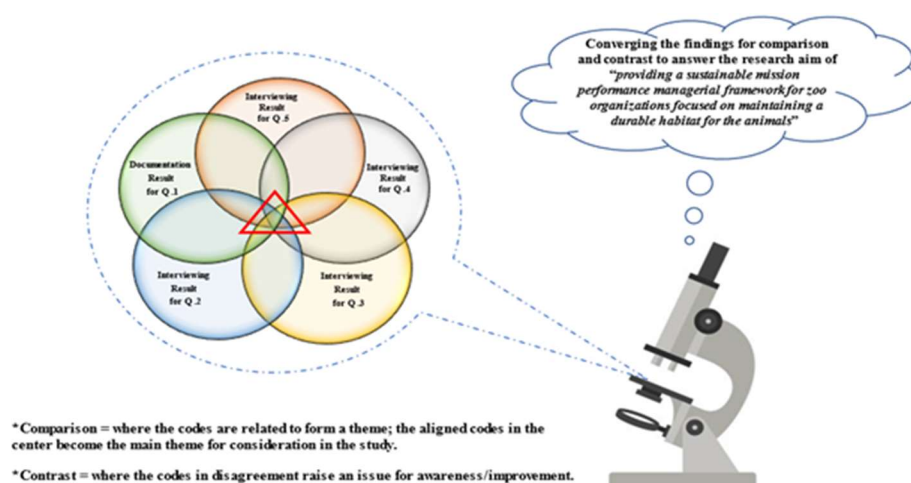 Converging the findings for comparison
and contrast to answer the research aim of
“providing a sustainable mission
performance managerial framework for zoo
organizations focused on maintaining a
durable habitat for the animals”
Interviewing
Result
for Q.5
Documentation
Result
for Q.1
Interviewing
Result
for Q.4
Interviewing
Result
for Q.2
Interviewing
Result
for Q.3
*Comparison = where the codes are related to form a theme; the aligned codes in the
center become the main theme for consideration in the study.
*Contrast = where the codes in disagreement raise an issue for awareness/improvement.